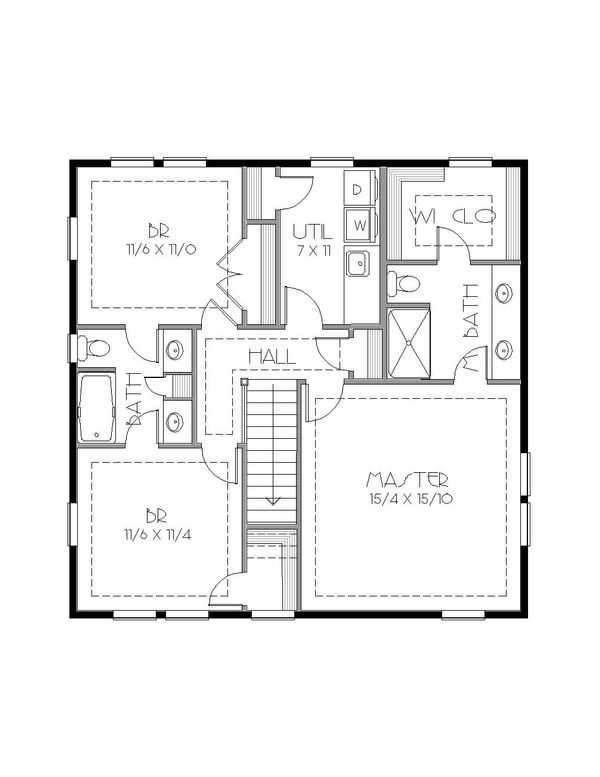 BR
11/6 X 11/0
UTIL
7 X 11
D
W
WI CLO
HALL
M BATH
BATH
MASTER
15/4 X 15/10
BR
11/6 X 11/4